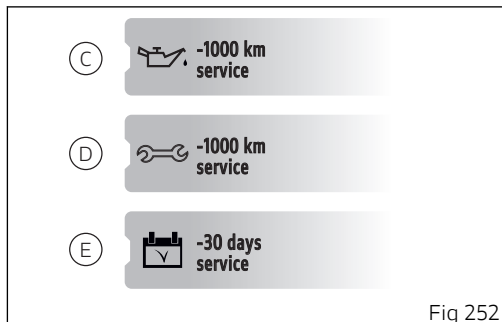 C
-1000 km
service
D
-1000 km
service
E
-30 days
service
Fig 252